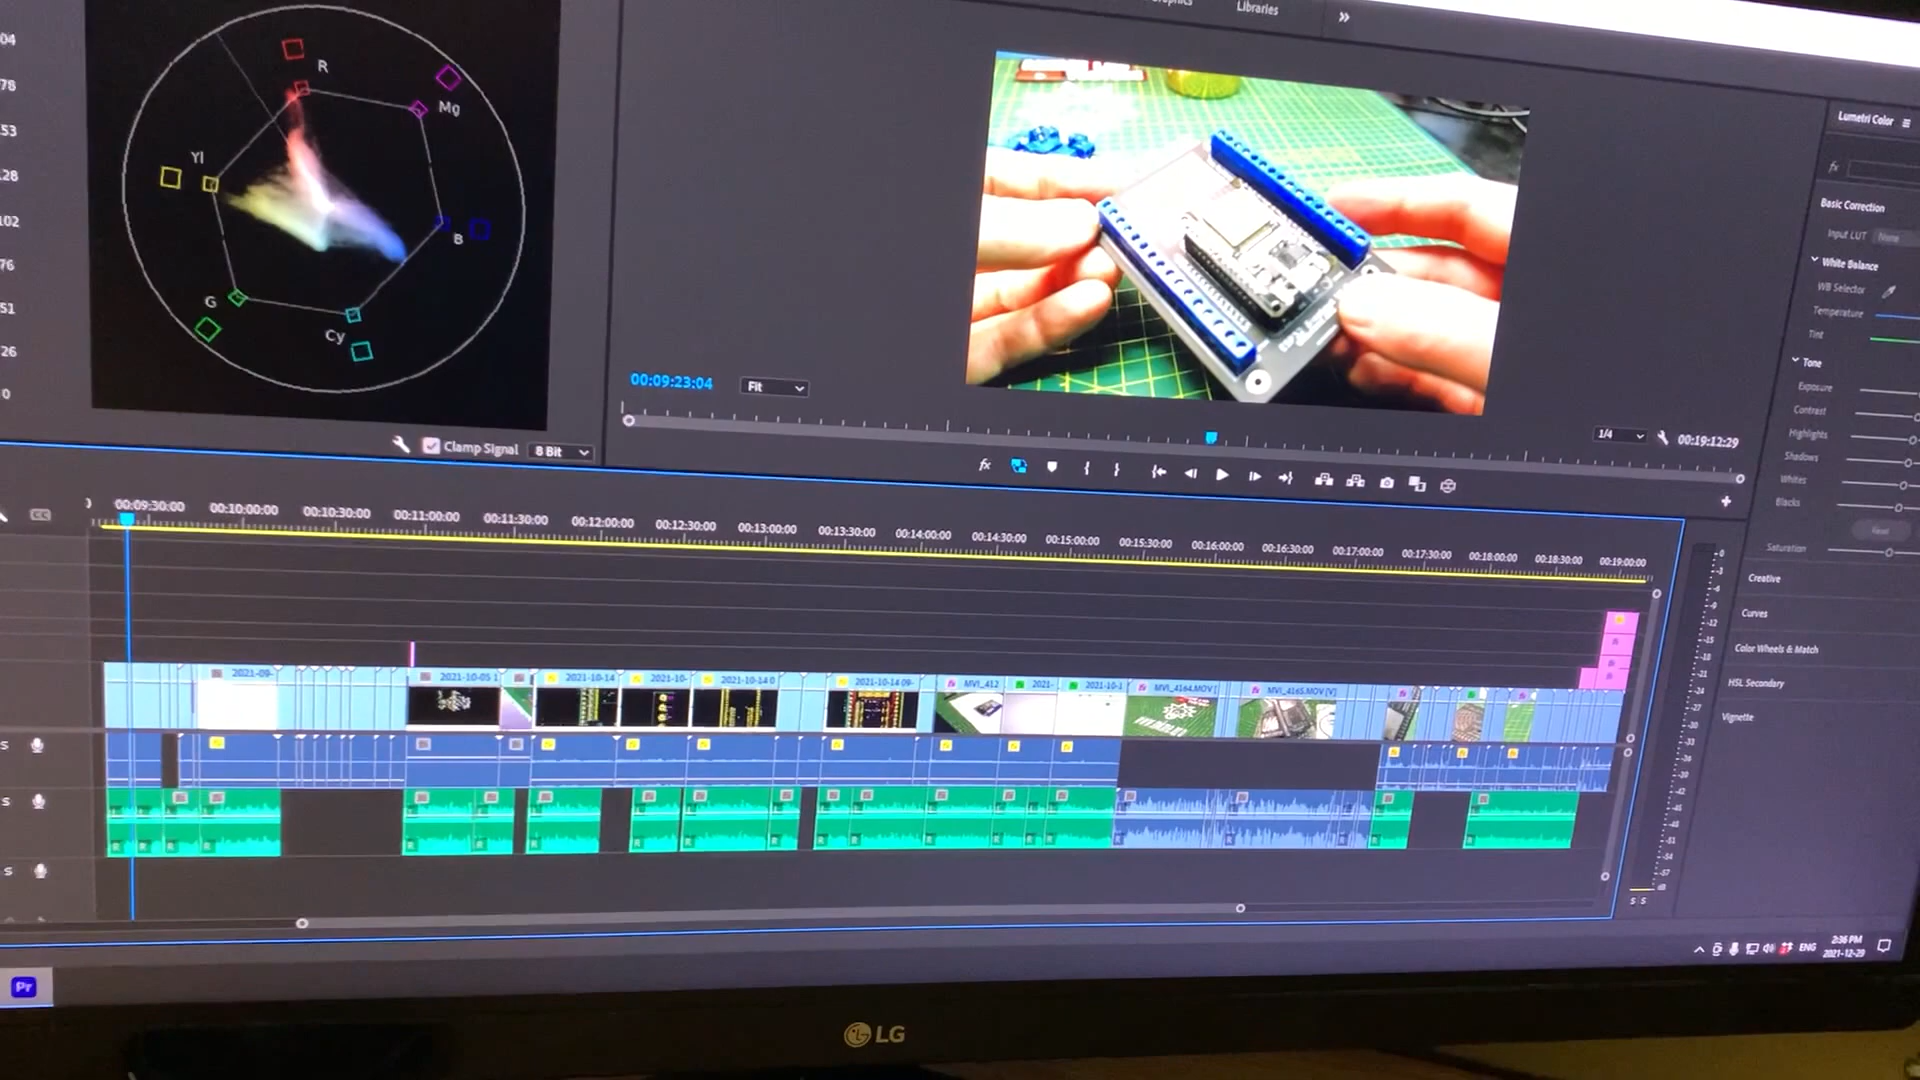 Libraries
04
78
53
128
102
76
51
26
0
R
Mg
Yl
B
G
Cy
Clamp Signal
8 Bit
00:09:23:04
Fit
1/4
00:19:12:29
Lumetri Color
fx
Basic Correction
Input LUT
None
White Balance
WB Selector
Temperature
Tint
Tone
Exposure
Contrast
Highlights
Shadows
Whites
Blacks
Reset
Saturation
Creative
Curves
Color Wheels & Match
HSL Secondary
Vignette
00:09:30:00
00:10:00:00
00:10:30:00
00:11:00:00
00:11:30:00
00:12:00:00
00:12:30:00
00:13:00:00
00:13:30:00
00:14:00:00
00:14:30:00
00:15:00:00
00:15:30:00
00:16:00:00
00:16:30:00
00:17:00:00
00:17:30:00
00:18:00:00
00:18:30:00
00:19:00:00
2021-09-
2021-10-05 1
2021-10-14
2021-10-
2021-10-14 0
2021-10-14 09-
MVI_412
2021-
2021-10-1
MVI_4164.MOV [
MVI_4165.MOV [V]
S
S
S
S S
dB
ENG
2:36 PM
2021-12-29
Pr
LG